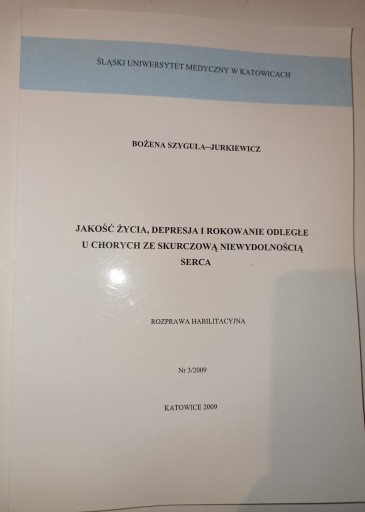 ŚLĄSKI UNIWERSYTET MEDYCZNY W KATOWICACH
BOŻENA SZYGUŁA–JURKIEWICZ
JAKOŚĆ ŻYCIA, DEPRESJA I ROKOWANIE ODLEGŁE
U CHORYCH ZE SKURCZOWĄ NIEWYDOLNOŚCIĄ
SERCA
ROZPRAWA HABILITACYJNA
Nr 3/2009
KATOWICE 2009